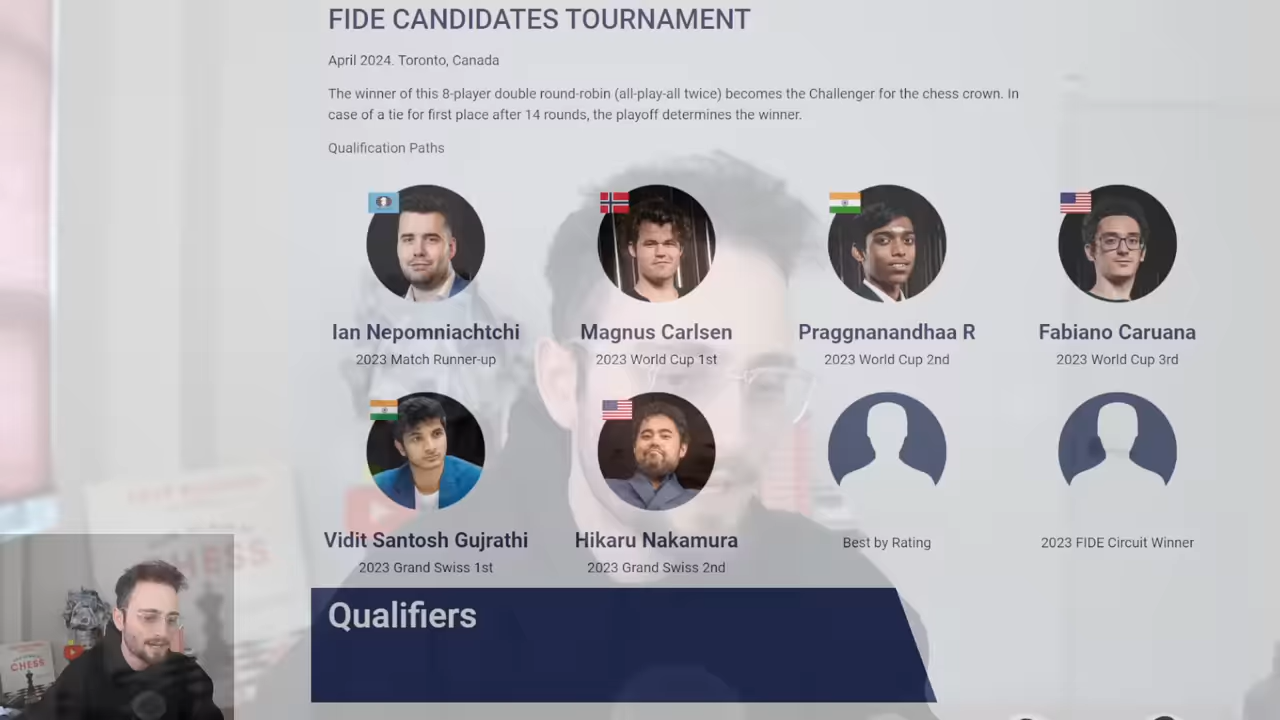 FIDE CANDIDATES TOURNAMENT
April 2024. Toronto, Canada
The winner of this 8-player double round-robin (all-play-all twice) becomes the Challenger for the chess crown. In
case of a tie for first place after 14 rounds, the playoff determines the winner.
Qualification Paths
Ian Nepomniachtchi
2023 Match Runner-up
Magnus Carlsen
2023 World Cup 1st
Praggnanandhaa R
2023 World Cup 2nd
Fabiano Caruana
2023 World Cup 3rd
Vidit Santosh Gujrathi
2023 Grand Swiss 1st
Hikaru Nakamura
2023 Grand Swiss 2nd
Best by Rating
2023 FIDE Circuit Winner
Qualifiers
CHESS
CHESS